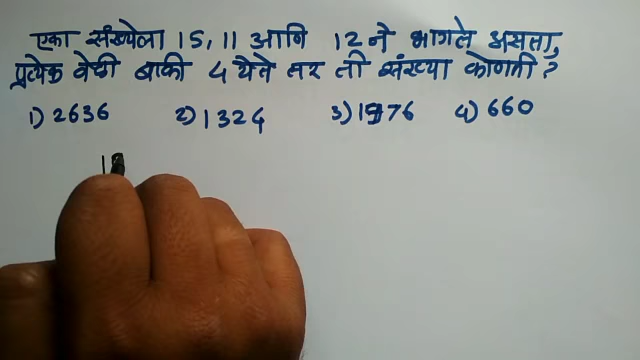 एका संख्येला 15, 11 आणि 12 ने भागले असता,
प्रत्येक वेळी बाकी 4 येते तर ती संख्या कोणती ?
1) 2636 2) 1324 3) 1976 4) 660
1